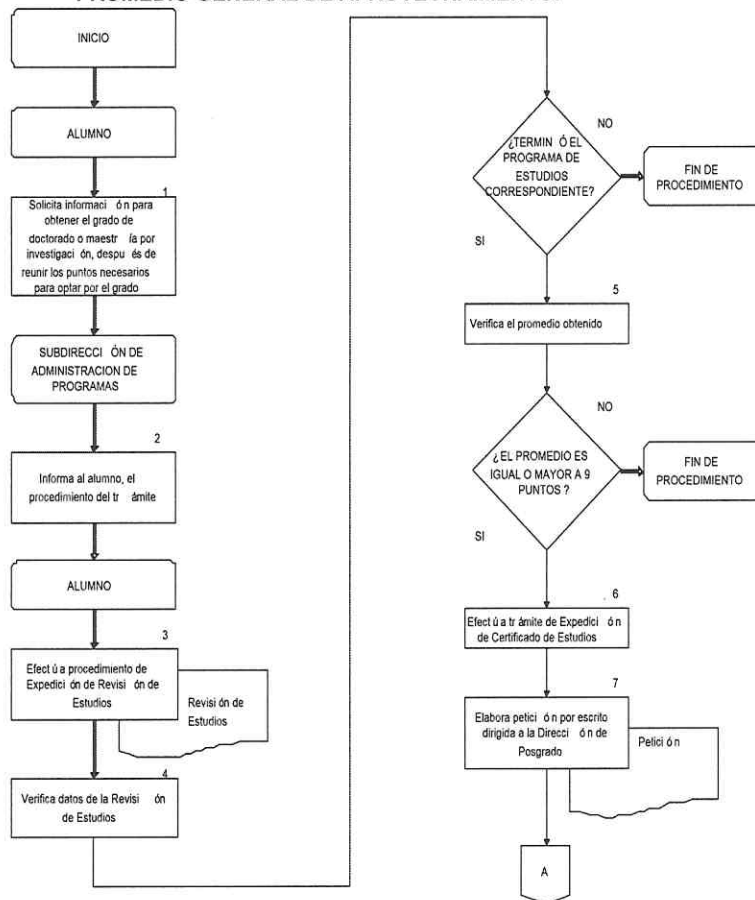 INICIO
ALUMNO
1
Solicita informaci ó n para
obtener el grado de
doctorado o maestr ía por
investigaci ón, despu és de
reunir los puntos necesarios
para optar por el grado
SUBDIRECCI ÓN DE
ADMINISTRACION DE
PROGRAMAS
2
Informa al alumno, el
procedimiento del tr ámite
ALUMNO
3
Efect ú a procedimiento de
Expedici ón de Revisi ón de
Estudios
Revisi ón de
Estudios
4
Verifica datos de la Revisi ón
de Estudios
¿TERMIN Ó EL
PROGRAMA DE
ESTUDIOS
CORRESPONDIENTE?
NO
FIN DE
PROCEDIMIENTO
SI
5
Verifica el promedio obtenido
¿EL PROMEDIO ES
IGUAL O MAYOR A 9
PUNTOS ?
NO
FIN DE
PROCEDIMIENTO
SI
6
Efect ú a tr ámite de Expedici ó n
de Certificado de Estudios
7
Elabora petici ó n por escrito
dirigida a la Direcci ón de
Posgrado
Petici ó n
A